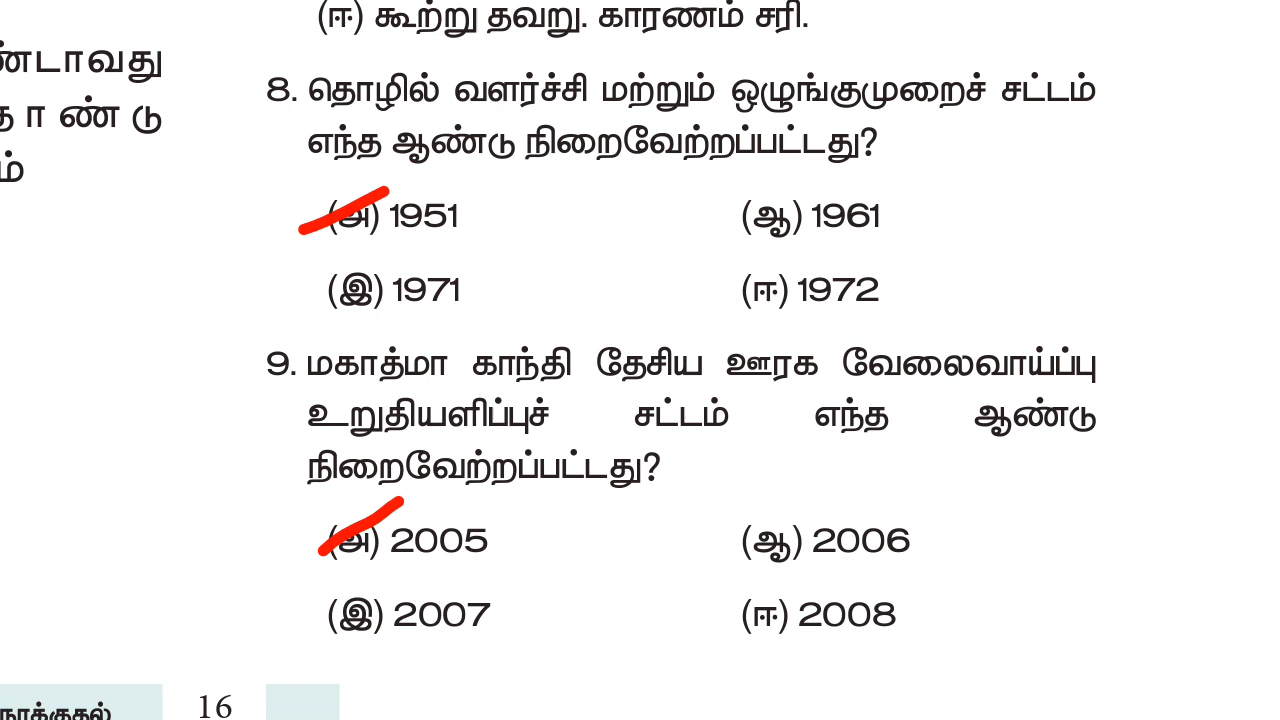 (ஈ) கூற்று தவறு. காரணம் சரி.
ண்டாவது
ண்டு
ம்
8. தொழில் வளர்ச்சி மற்றும் ஒழுங்குமுறைச் சட்டம்
எந்த ஆண்டு நிறைவேற்றப்பட்டது?
(அ) 1951 (ஆ) 1961
(இ) 1971 (ஈ) 1972
9. மகாத்மா காந்தி தேசிய ஊரக வேலைவாய்ப்பு
உறுதியளிப்புச் சட்டம் எந்த ஆண்டு
நிறைவேற்றப்பட்டது?
(அ) 2005 (ஆ) 2006
(இ) 2007 (ஈ) 2008
16